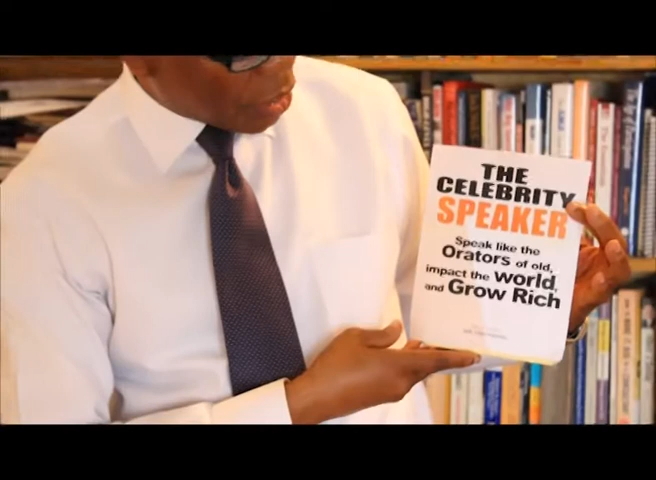 THE
CELEBRITY
SPEAKER
Speak like the
Orators of old,
impact the World,
and Grow Rich